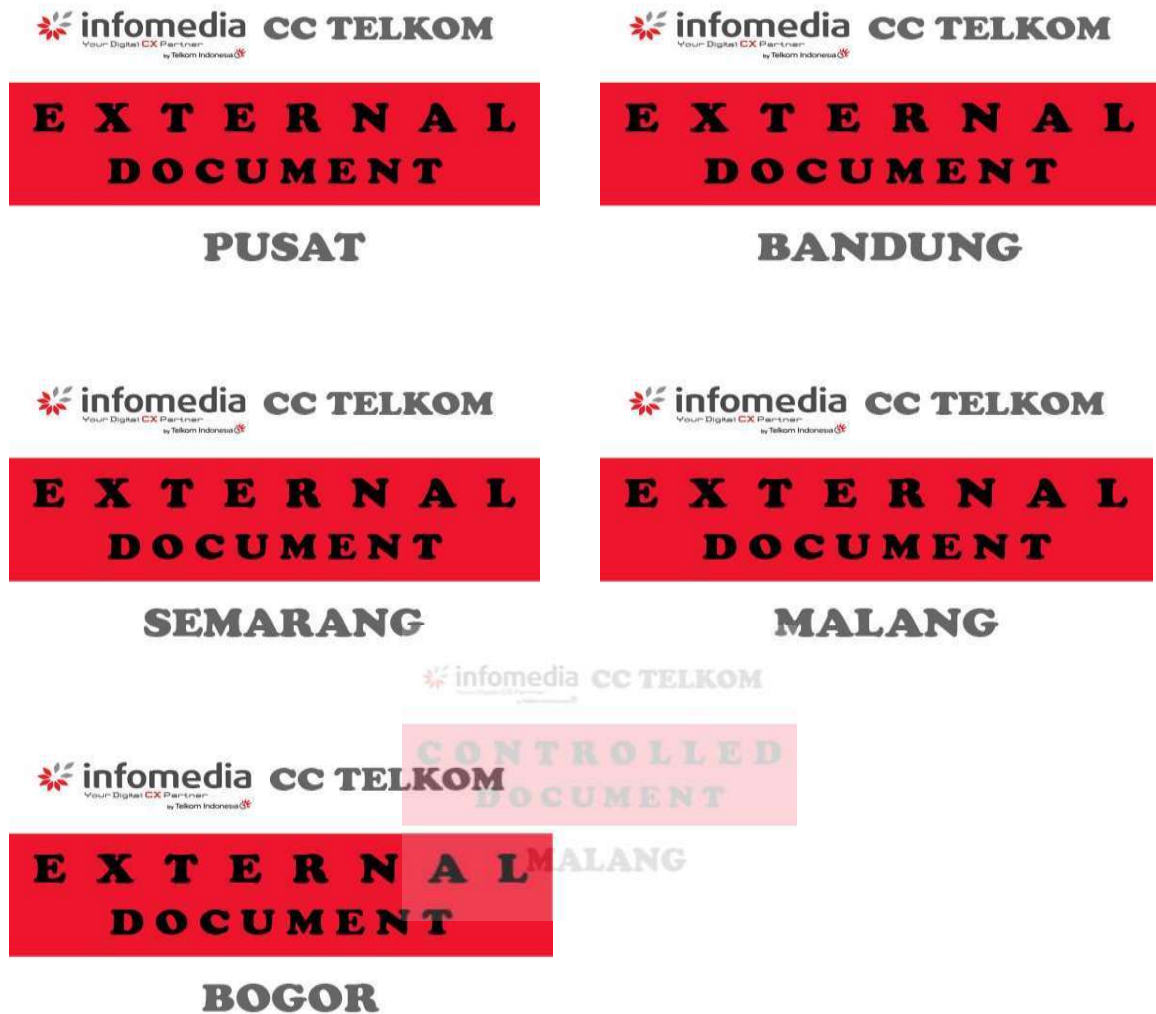 infomedia CC TELKOM
Your Digital CX Partner
by Telkom Indonesia
EXTERNAL
DOCUMENT
PUSAT
infomedia CC TELKOM
Your Digital CX Partner
by Telkom Indonesia
EXTERNAL
DOCUMENT
BANDUNG
infomedia CC TELKOM
Your Digital CX Partner
by Telkom Indonesia
EXTERNAL
DOCUMENT
SEMARANG
infomedia CC TELKOM
Your Digital CX Partner
by Telkom Indonesia
EXTERNAL
DOCUMENT
MALANG
infomedia CC TELKOM
CONTROLLED
DOCUMENT
MALANG
infomedia CC TELKOM
Your Digital CX Partner
by Telkom Indonesia
EXTERNAL
DOCUMENT
BOGOR